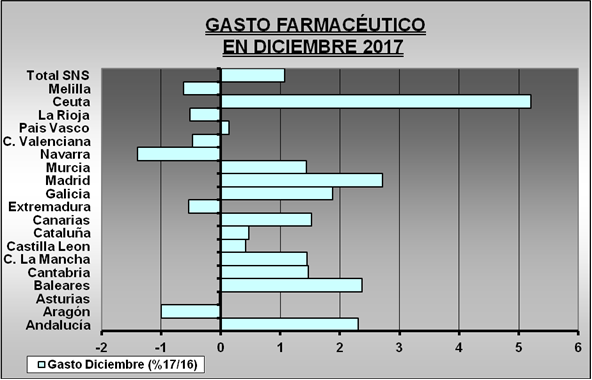 GASTO FARMACÉUTICO
EN DICIEMBRE 2017
Total SNS
Melilla
Ceuta
La Rioja
Pais Vasco
C. Valenciana
Navarra
Murcia
Madrid
Galicia
Extremadura
Canarias
Cataluña
Castilla Leon
C. La Mancha
Cantabria
Baleares
Asturias
Aragón
Andalucía
-2 -1 0 1 2 3 4 5 6
Gasto Diciembre (%17/16)